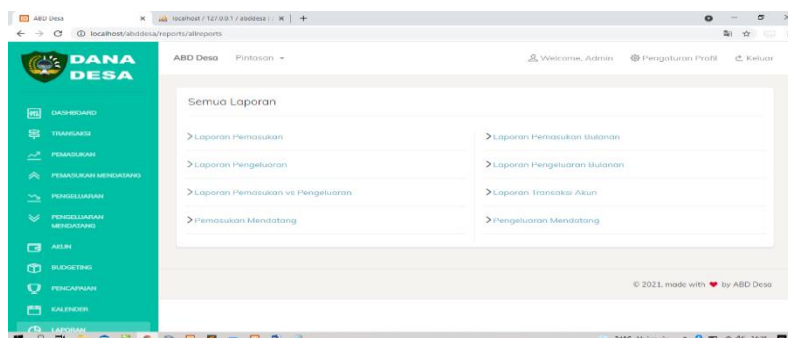 ABD Desa
localhost / 127.0.0.1 / abddesa |
localhost/abddesa/reports/allreports
DANA
DESA
ABD Desa Pintasan
Welcome, Admin Pengaturan Profil Keluar
DASHBOARD
TRANSAKSI
PEMASUKAN
PEMASUKAN MENDATANG
PENGELUARAN
PENGELUARAN
MENDATANG
AKUN
BUDGETING
PENCAPAIAN
KALENDER
LAPORAN
Semua Laporan
Laporan Pemasukan
Laporan Pemasukan Bulanan
Laporan Pengeluaran
Laporan Pengeluaran Bulanan
Laporan Pemasukan vs Pengeluaran
Laporan Transaksi Akun
Pemasukan Mendatang
Pengeluaran Mendatang
© 2021, made with ❤ by ABD Desa